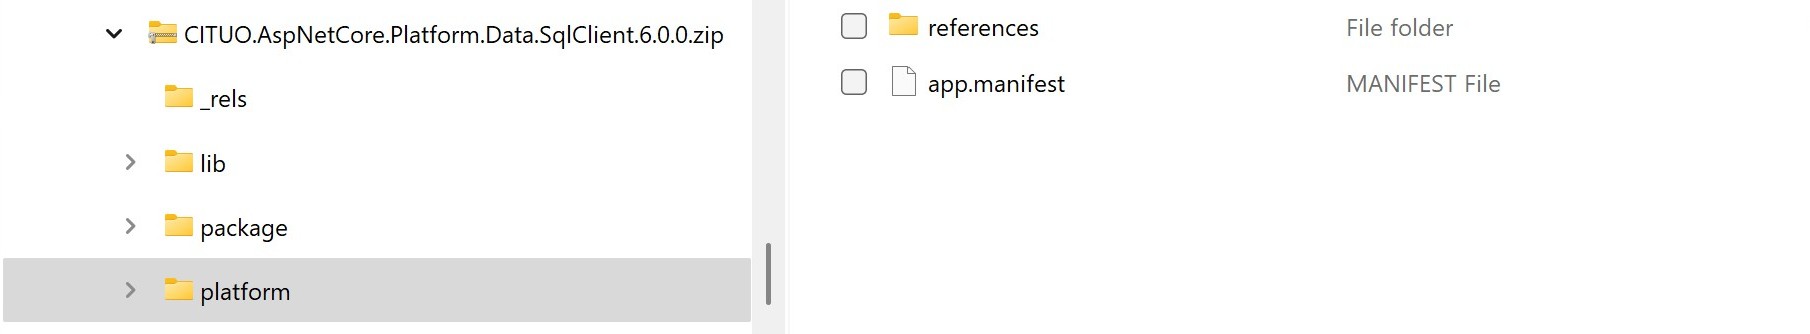 CITUO.AspNetCore.Platform.Data.SqlClient.6.0.0.zip
_rels
lib
package
platform
references File folder
app.manifest MANIFEST File